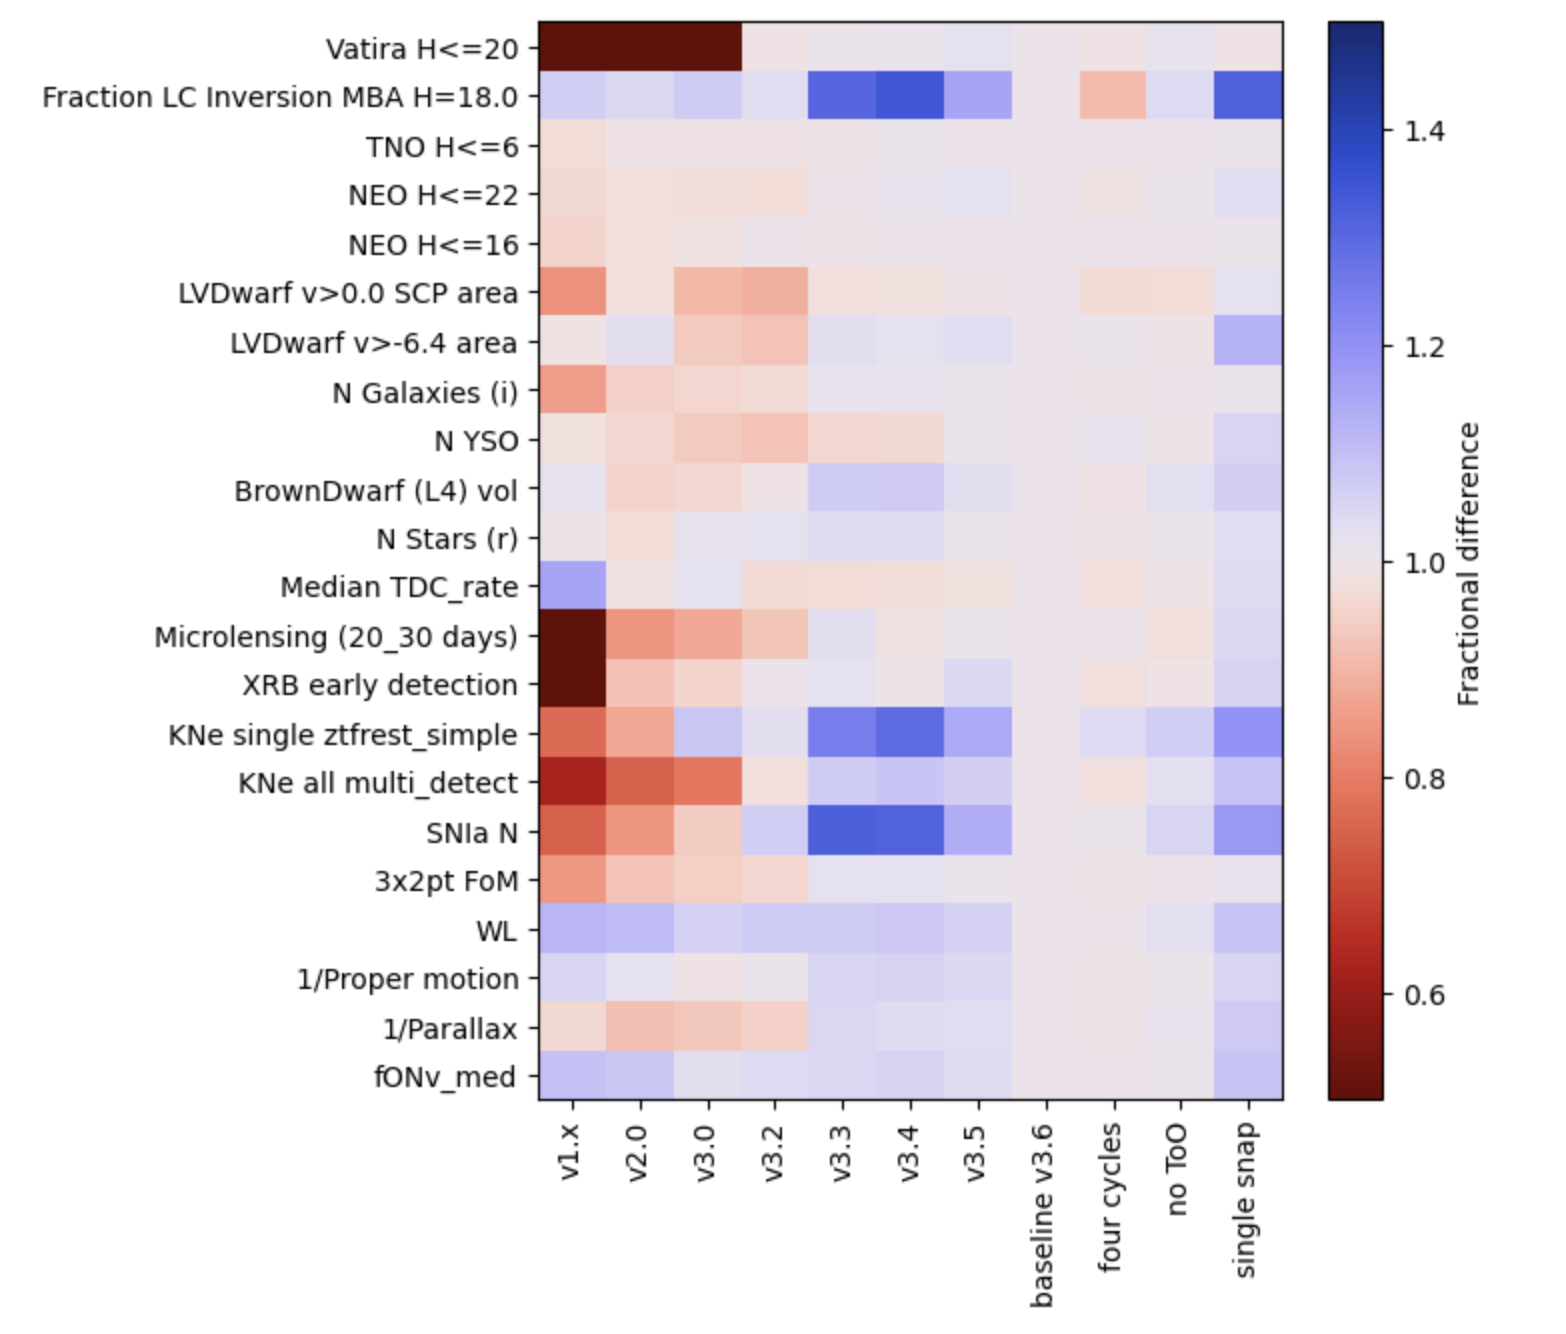 Vatira H<=20
Fraction LC Inversion MBA H=18.0
TNO H<=6
NEO H<=22
NEO H<=16
LVDwarf v>0.0 SCP area
LVDwarf v>-6.4 area
N Galaxies (i)
N YSO
BrownDwarf (L4) vol
N Stars (r)
Median TDC_rate
Microlensing (20_30 days)
XRB early detection
KNe single ztfrest_simple
KNe all multi_detect
SNIa N
3x2pt FoM
WL
1/Proper motion
1/Parallax
fONv_med
v1.x
v2.0
v3.0
v3.2
v3.3
v3.4
v3.5
baseline v3.6
four cycles
no ToO
single snap
1.4
1.2
1.0
0.8
0.6
Fractional difference